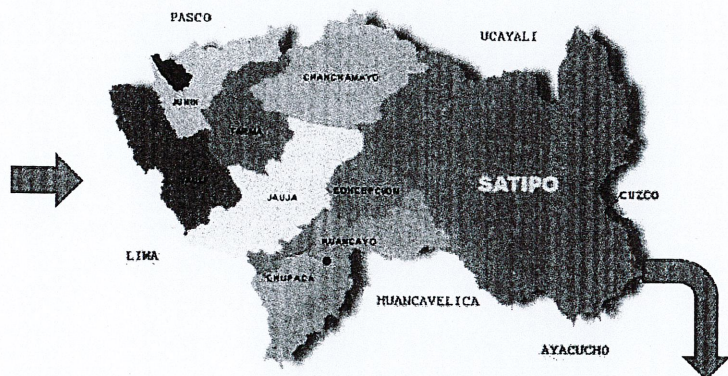 PASCO
UCAYALI
CHANCHAMAYO
JUNIN
TARMA
SATIPO
CONCEPCION
CUZCO
JAUJA
HUANCAYO
LIMA
CHUPACA
HUANCAVELICA
AYACUCHO